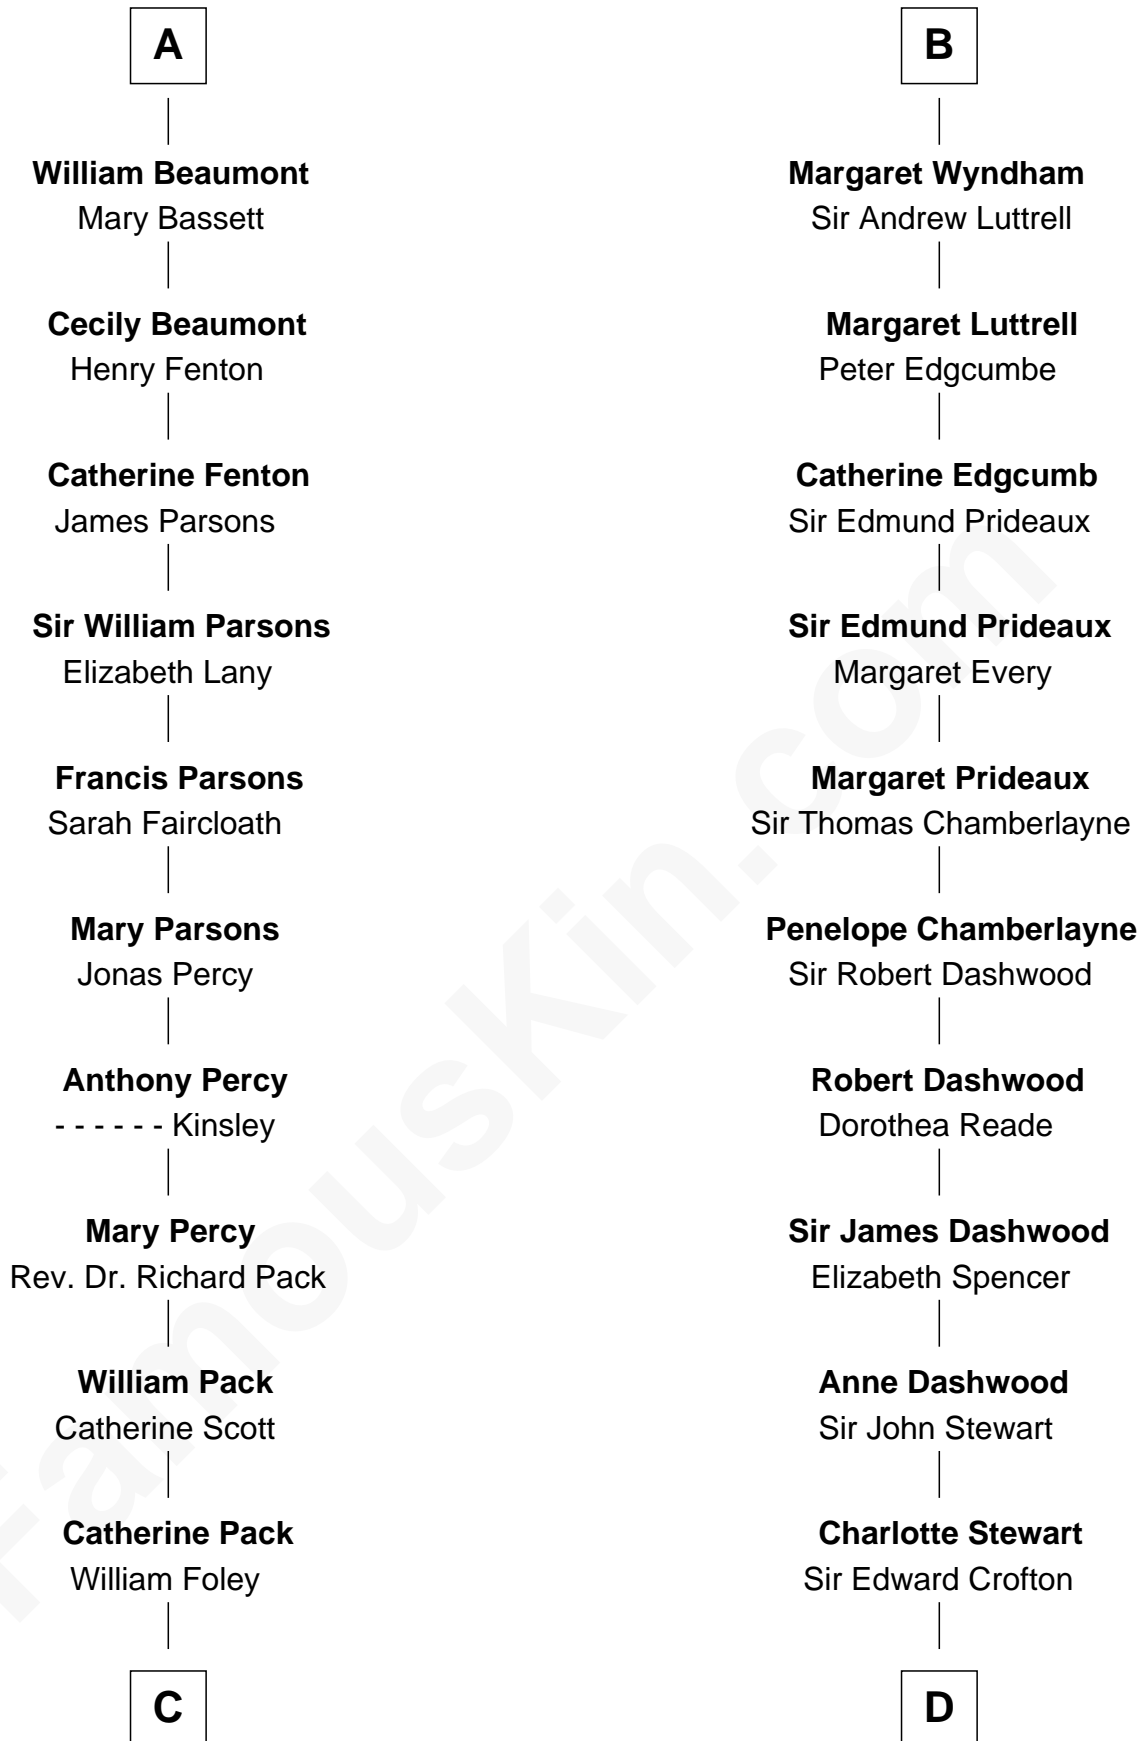 A
William Beaumont
Mary Bassett
Cecily Beaumont
Henry Fenton
Catherine Fenton
James Parsons
Sir William Parsons
Elizabeth Lany
Francis Parsons
Sarah Faircloath
Mary Parsons
Jonas Percy
Anthony Percy
- - - - - - Kinsley
Mary Percy
Rev. Dr. Richard Pack
William Pack
Catherine Scott
Catherine Pack
William Foley
C
B
Margaret Wyndham
Sir Andrew Luttrell
Margaret Luttrell
Peter Edgcumbe
Catherine Edgcumb
Sir Edmund Prideaux
Sir Edmund Prideaux
Margaret Every
Margaret Prideaux
Sir Thomas Chamberlayne
Penelope Chamberlayne
Sir Robert Dashwood
Robert Dashwood
Dorothea Reade
Sir James Dashwood
Elizabeth Spencer
Anne Dashwood
Sir John Stewart
Charlotte Stewart
Sir Edward Crofton
D
FamousKin.com